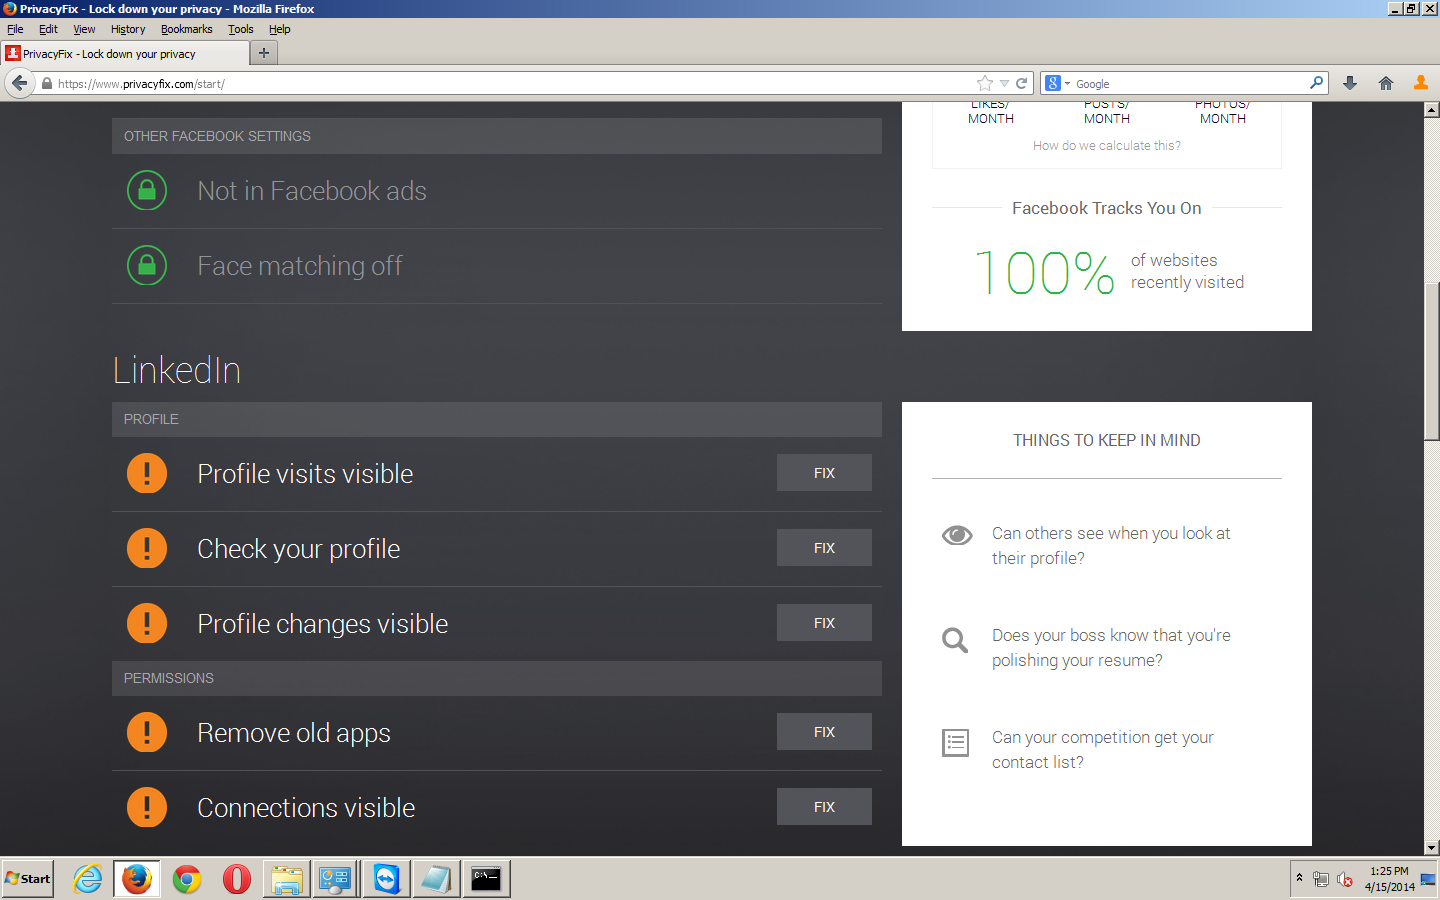 PrivacyFix - Lock down your privacy - Mozilla Firefox
File Edit View History Bookmarks Tools Help
PrivacyFix - Lock down your privacy
https://www.privacyfix.com/start/
Google
OTHER FACEBOOK SETTINGS
Not in Facebook ads
Face matching off
LIKES/ MONTH
POSTS/ MONTH
PHOTOS/ MONTH
How do we calculate this?
Facebook Tracks You On
100% of websites
recently visited
LinkedIn
PROFILE
Profile visits visible FIX
Check your profile FIX
Profile changes visible FIX
PERMISSIONS
Remove old apps FIX
Connections visible FIX
THINGS TO KEEP IN MIND
Can others see when you look at
their profile?
Does your boss know that you're
polishing your resume?
Can your competition get your
contact list?
Start
C:\
1:25 PM
4/15/2014